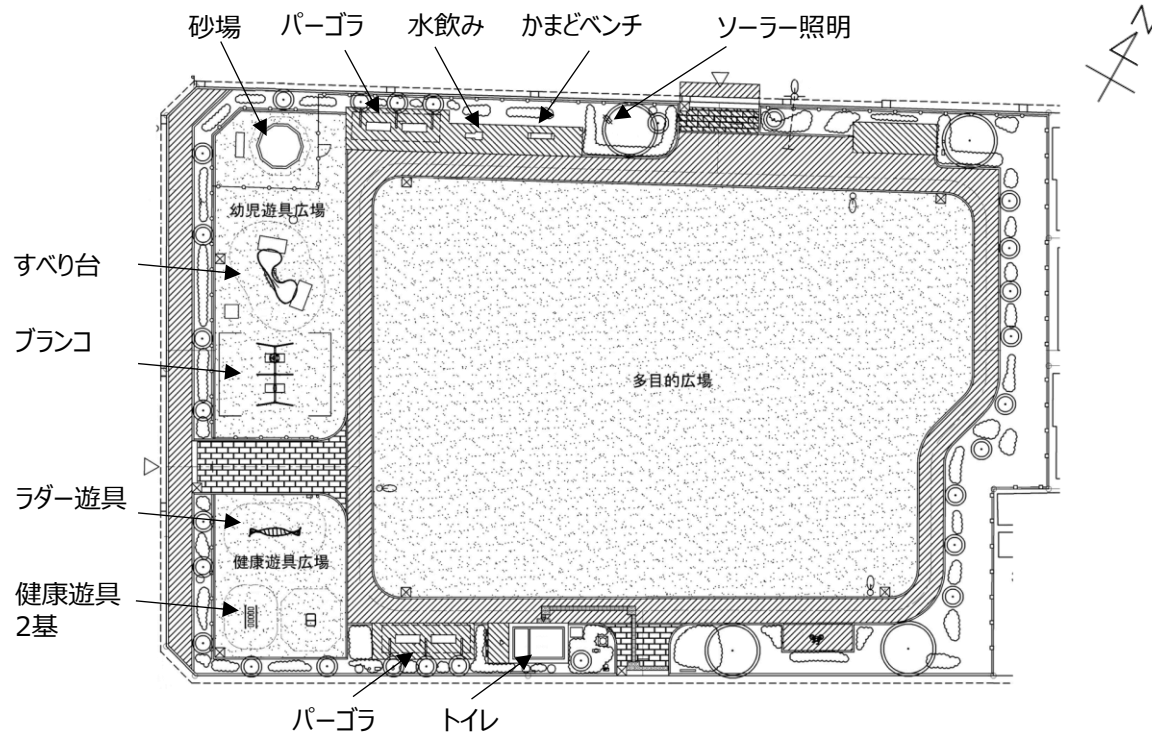 砂場
パーゴラ
水飲み
かまどベンチ
ソーラー照明
N
幼児遊具広場
すべり台
ブランコ
多目的広場
ラダー遊具
健康遊具広場
健康遊具
2基
パーゴラ
トイレ